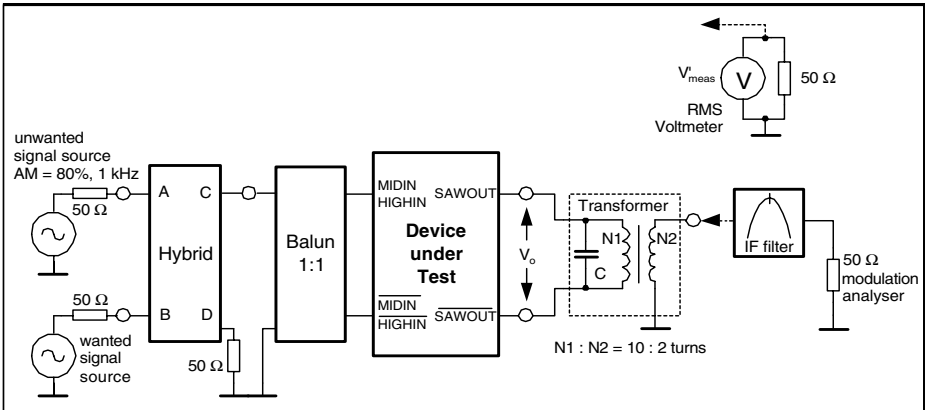 V'meas
V
50 Ω
RMS
Voltmeter
unwanted
signal source
AM = 80%, 1 kHz
50 Ω
A
C
Hybrid
B
D
50 Ω
wanted
signal
source
50 Ω
Balun
1:1
MIDIN
HIGHIN
SAWOUT
Device
under
Test
MIDIN
HIGHIN
SAWOUT
Vo
Transformer
N1
N2
C
N1 : N2 = 10 : 2 turns
IF filter
50 Ω
modulation
analyser